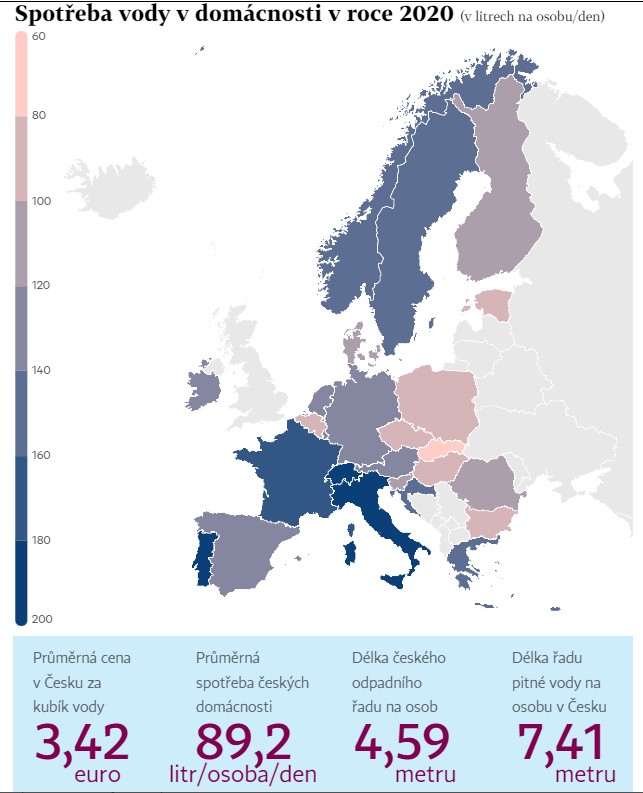 Spotřeba vody v domácnosti v roce 2020 (v litrech na osobu/den)
60
80
100
120
140
160
180
200
Průměrná cena
v Česku za
kubík vody
3,42
euro
Průměrná
spotřeba českých
domácnosti
89,2
litr/osoba/den
Délka českého
odpadního
řadu na osob
4,59
metru
Délka řadu
pitné vody na
osobu v Česku
7,41
metru